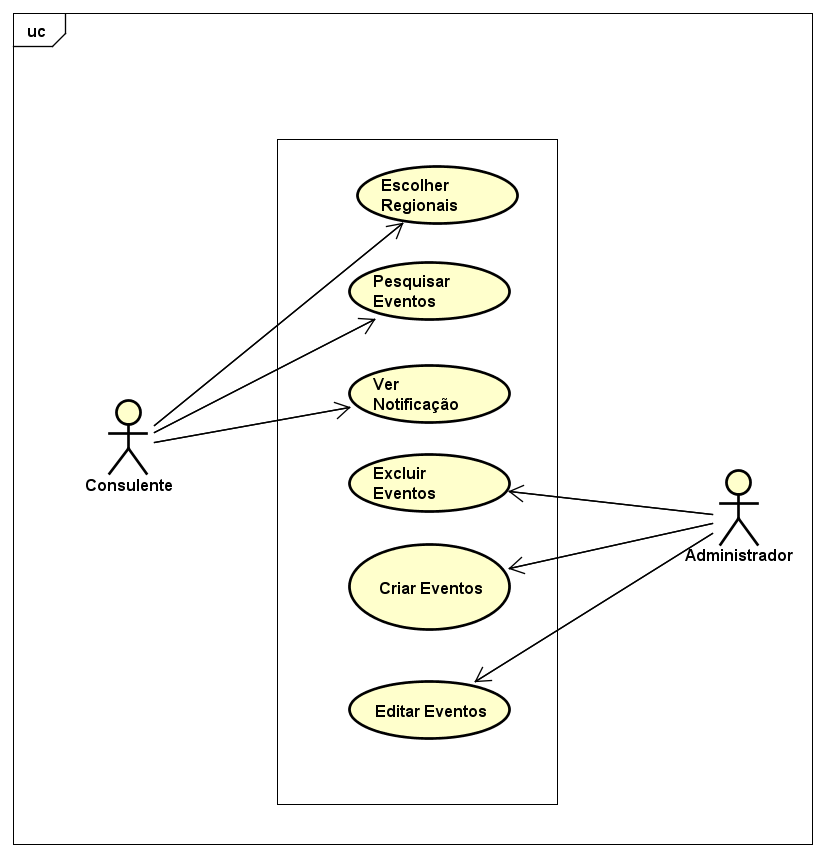 uc
Escolher
Regionais
Pesquisar
Eventos
Ver
Notificação
Consulente
Excluir
Eventos
Administrador
Criar Eventos
Editar Eventos